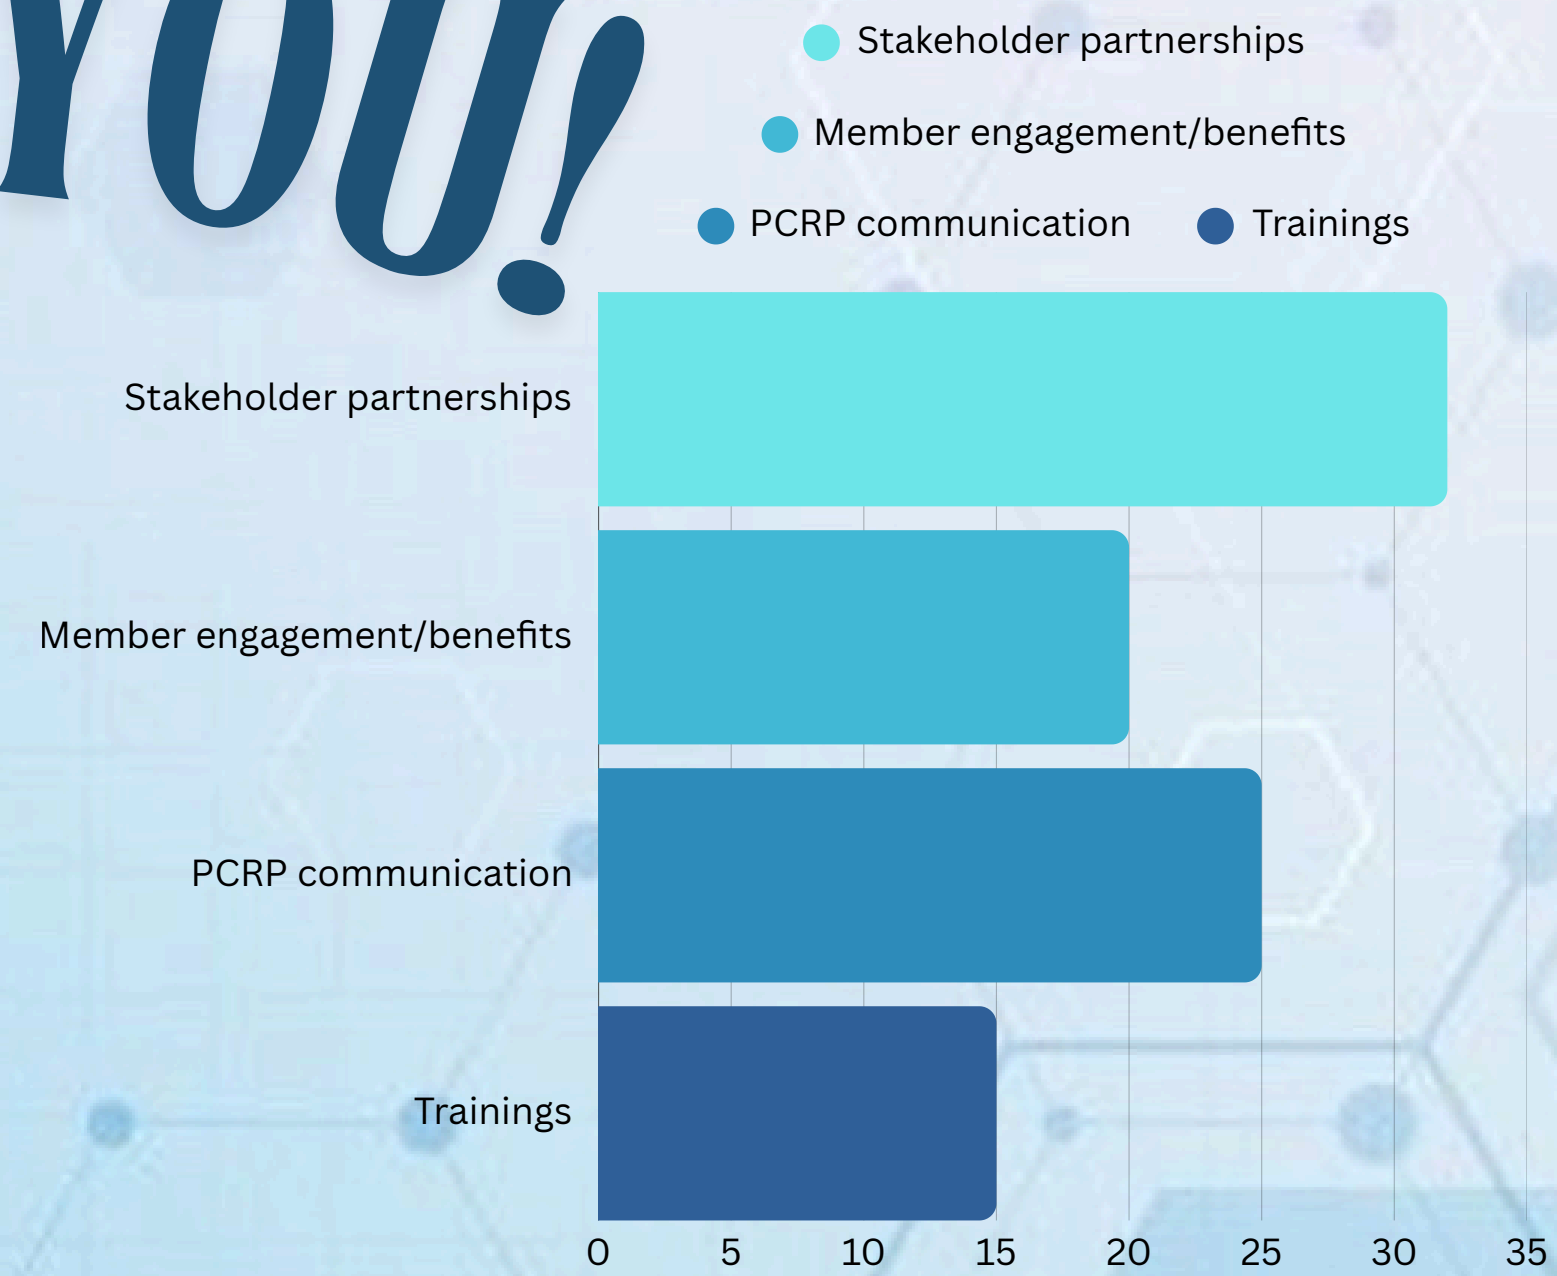 YOU!
Stakeholder partnerships
Member engagement/benefits
PCRP communication Trainings
Stakeholder partnerships
Member engagement/benefits
PCRP communication
Trainings
0 5 10 15 20 25 30 35